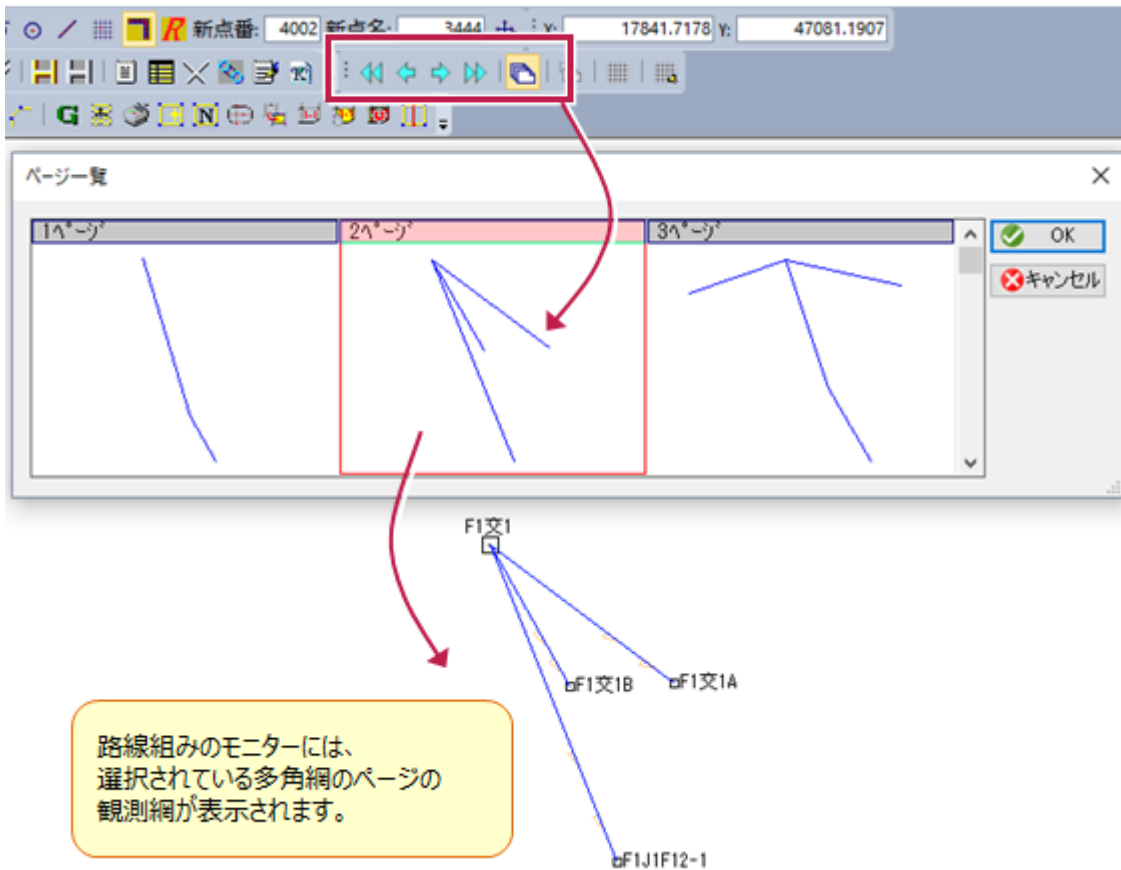 新点番: 4002 新点名: 3444 X: 17841.7178 Y: 47081.1907
ページ一覧
1ページ 2ページ 3ページ
OK
キャンセル
F1交1
F1交1B F1交1A
路線組みのモニターには、
選択されている多角網のページの
観測網が表示されます。
F1J1F12-1